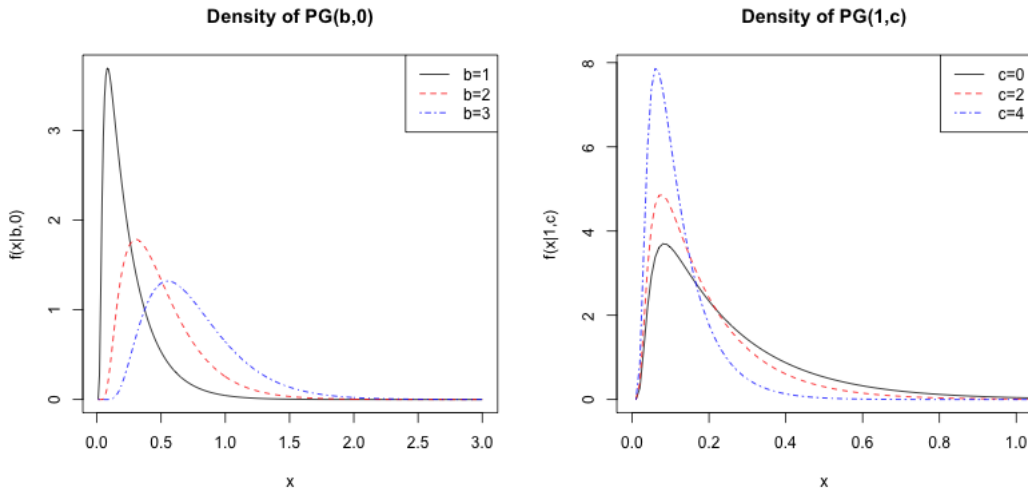 Density of PG(b,0)
f(x|b,0)
3
2
1
0
b=1
b=2
b=3
0.0 0.5 1.0 1.5 2.0 2.5 3.0
x
Density of PG(1,c)
f(x|1,c)
8
6
4
2
0
c=0
c=2
c=4
0.0 0.2 0.4 0.6 0.8 1.0
x